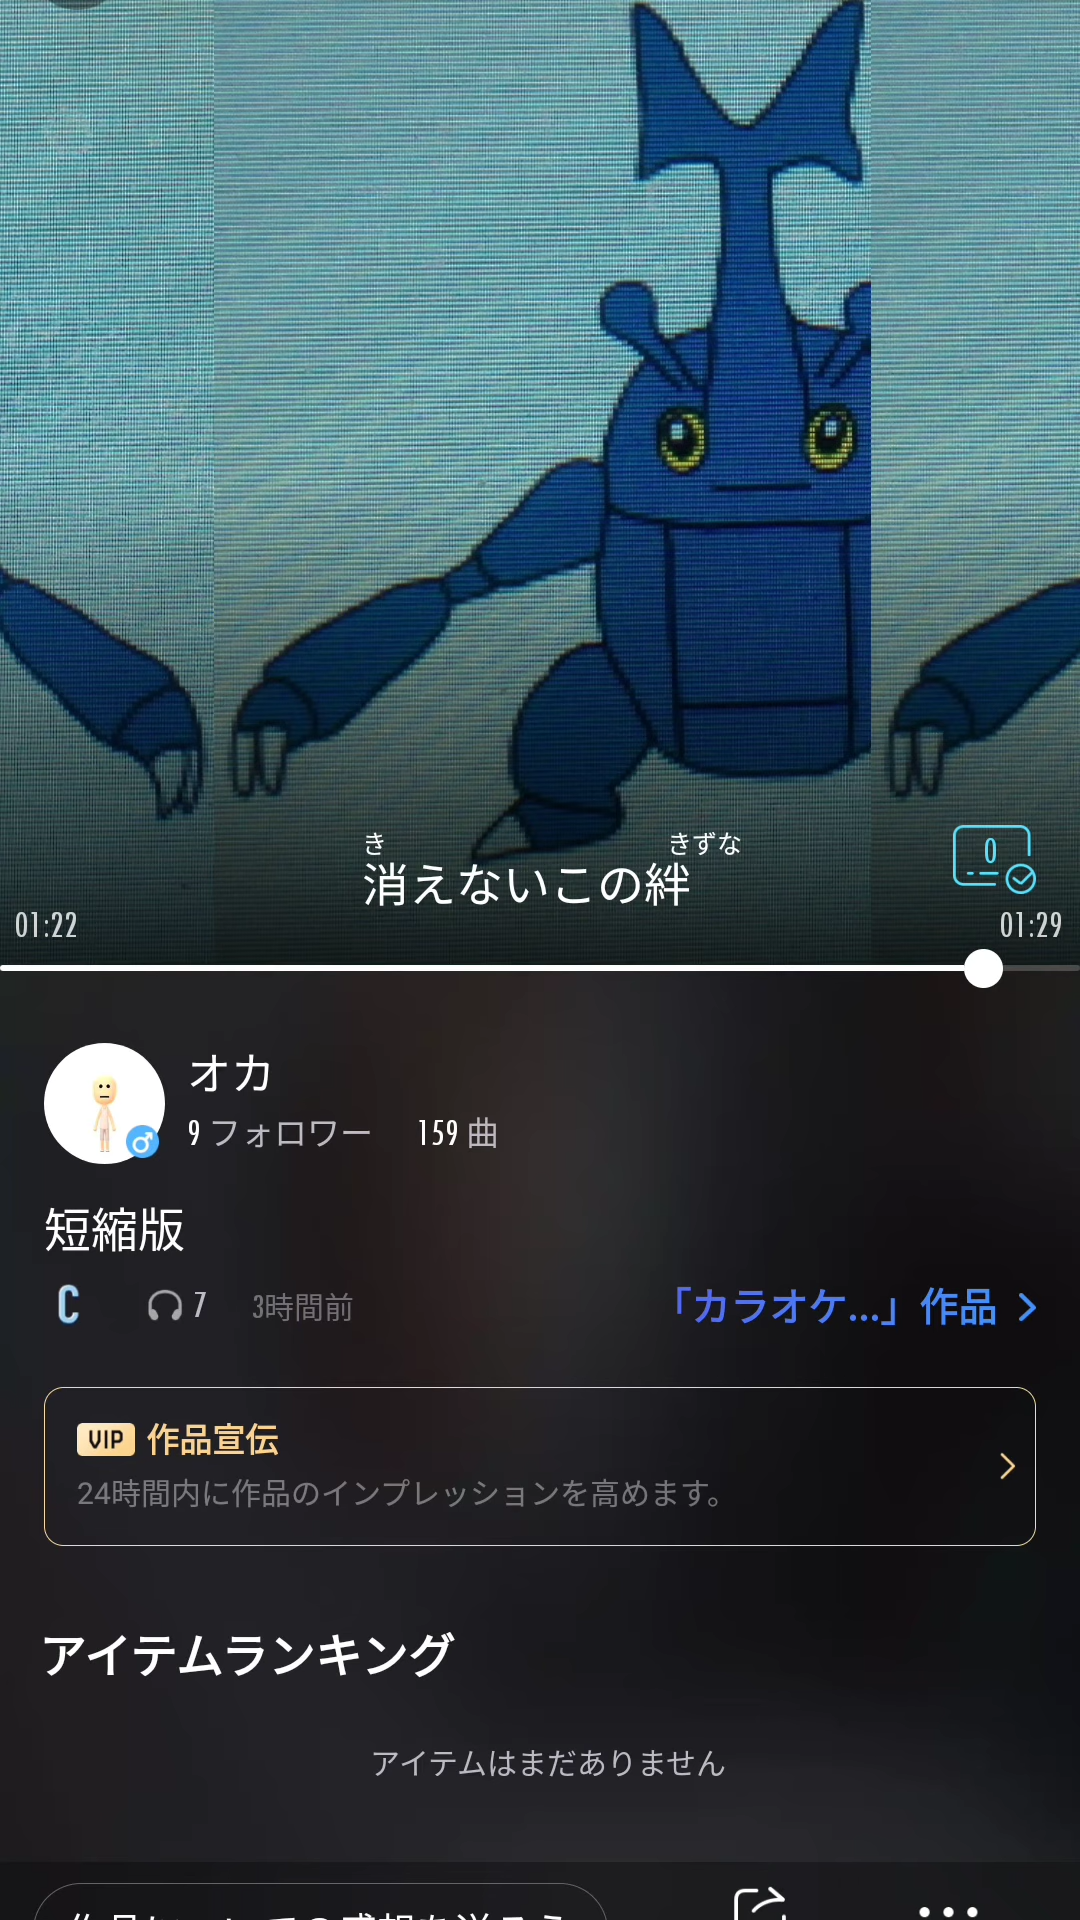 き きずな
消えないこの絆
0
01:22
01:29
オカ
9 フォロワー 159 曲
短縮版
C 7 3時間前 「カラオケ...」作品
VIP 作品宣伝
24時間内に作品のインプレッションを高めます。
アイテムランキング
アイテムはまだありません